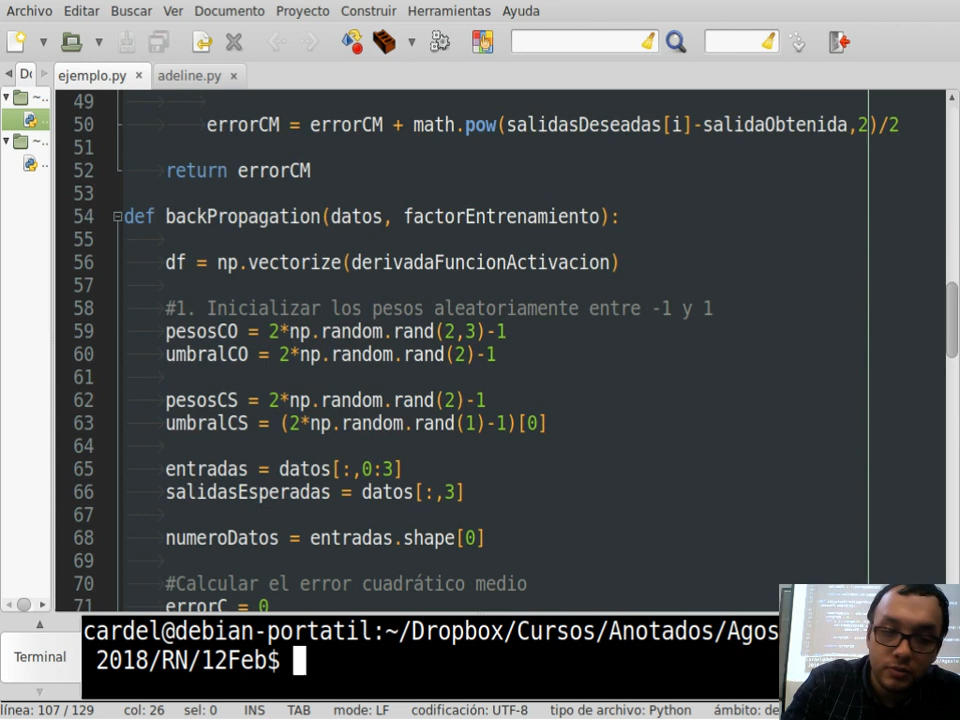 Archivo Editar Buscar Ver Documento Proyecto Construir Herramientas Ayuda
ejemplo.py × adeline.py ×
49
50 errorCM = errorCM + math.pow(salidasDeseadas[i]-salidaObtenida,2)/2
51
52 return errorCM
53
54 def backPropagation(datos, factorEntrenamiento):
55
56 df = np.vectorize(derivadaFuncionActivacion)
57
58 #1. Inicializar los pesos aleatoriamente entre -1 y 1
59 pesosCO = 2*np.random.rand(2,3)-1
60 umbralCO = 2*np.random.rand(2)-1
61
62 pesosCS = 2*np.random.rand(2)-1
63 umbralCS = (2*np.random.rand(1)-1)[0]
64
65 entradas = datos[:,0:3]
66 salidasEsperadas = datos[:,3]
67
68 numeroDatos = entradas.shape[0]
69
70 #Calcular el error cuadrático medio
71 errorC = 0
Terminal
cardel@debian-portatil:~/Dropbox/Cursos/Anotados/Agos
2018/RN/12Feb$
línea: 107 / 129 col: 26 sel: 0 INS TAB mode: LF codificación: UTF-8 tipo de archivo: Python ámbito: de